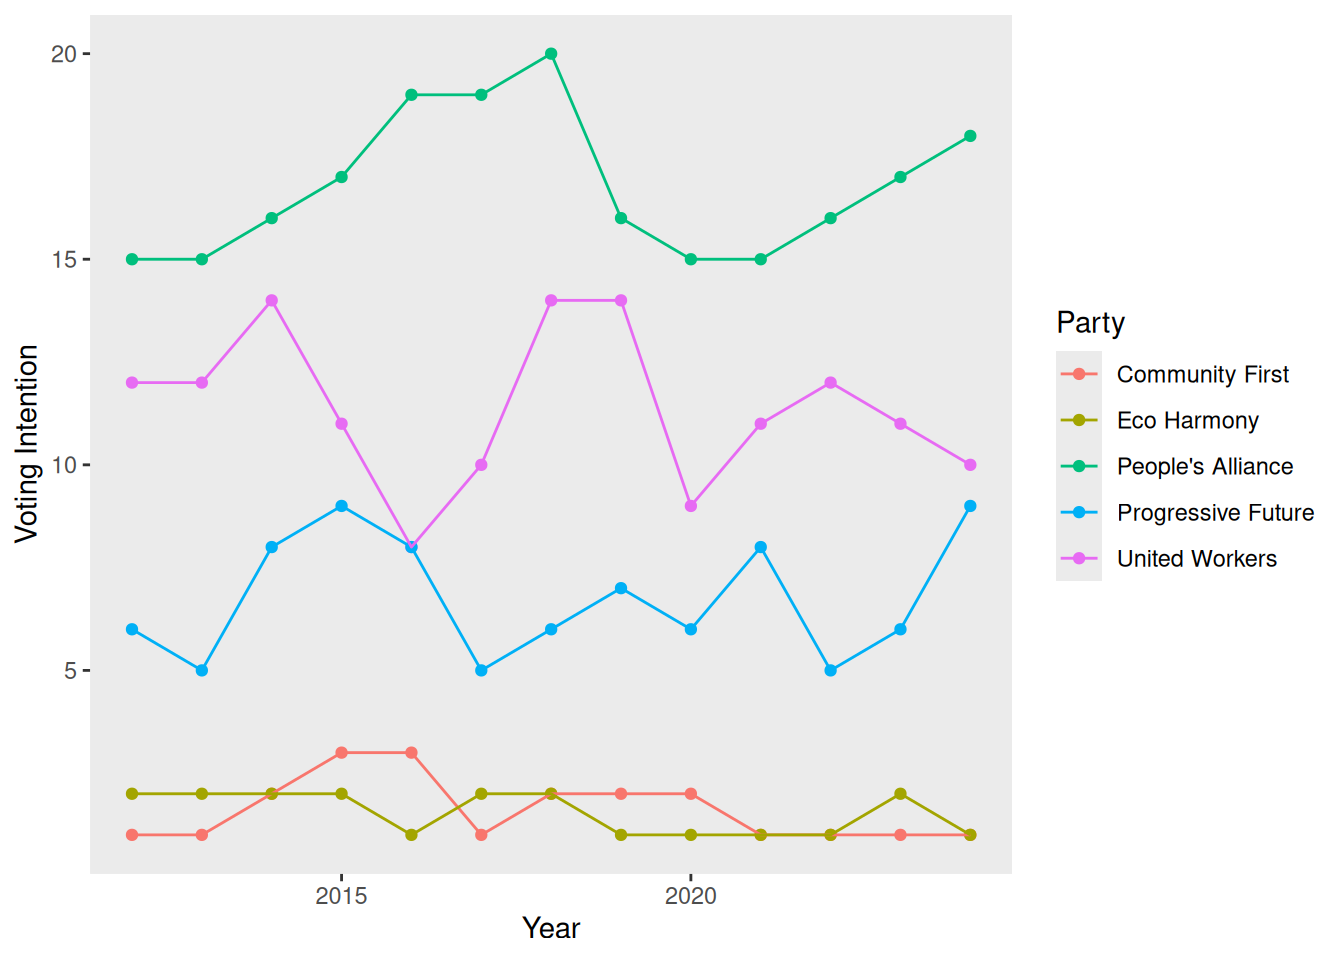 20
15
10
5
Voting Intention
2015 2020
Year
Party
Community First
Eco Harmony
People's Alliance
Progressive Future
United Workers